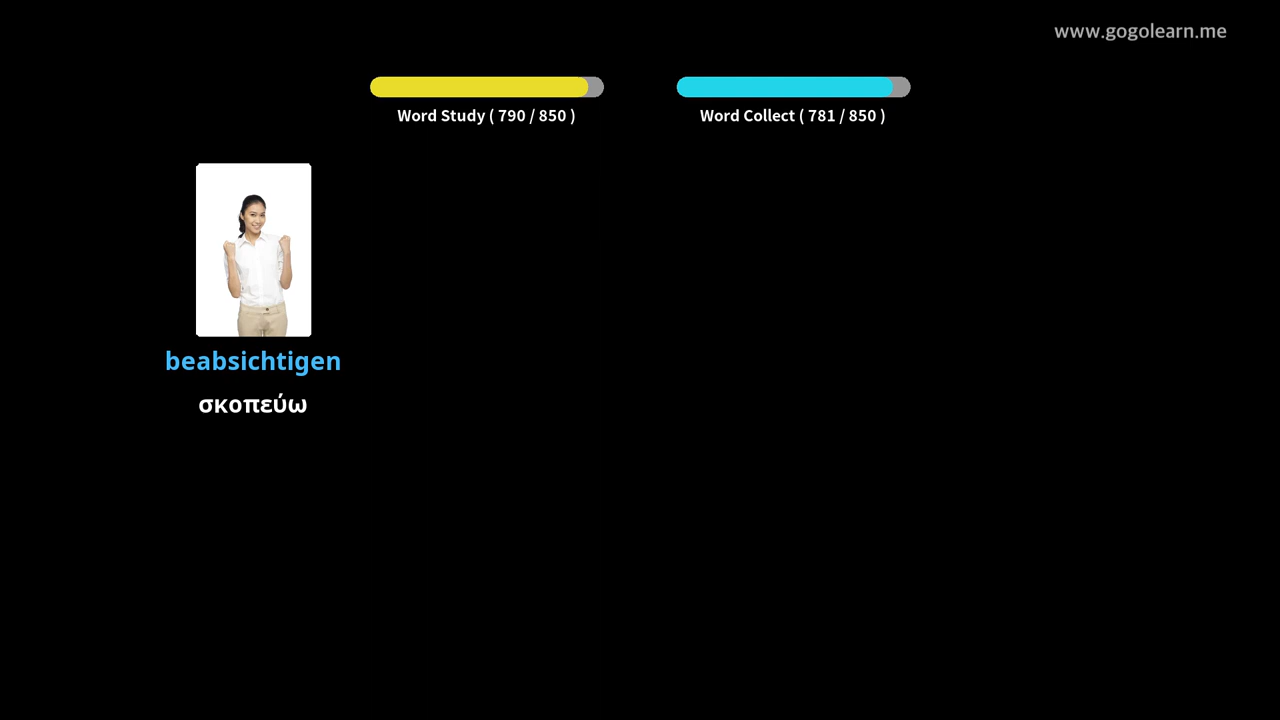 www.gogolearn.me
Word Study ( 790 / 850 )
Word Collect ( 781 / 850 )
beabsichtigen
σκοπεύω